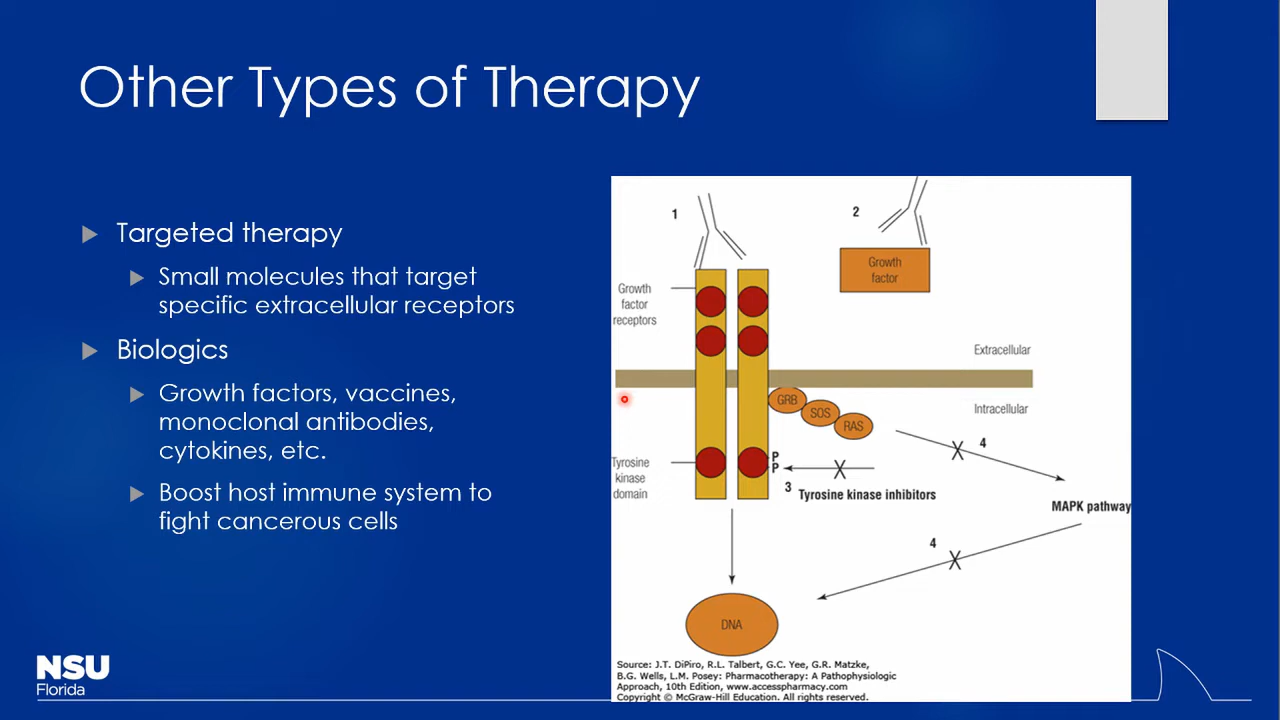 Other Types of Therapy
Targeted therapy
Small molecules that target
specific extracellular receptors
Biologics
Growth factors, vaccines,
monoclonal antibodies,
cytokines, etc.
Boost host immune system to
fight cancerous cells
1
2
Growth
factor
Growth
factor
receptors
Extracellular
Intracellular
GRB
SOS
RAS
4
Tyrosine
kinase
domain
P
P
3
Tyrosine kinase inhibitors
MAPK pathway
4
DNA
Source: J.T. DiPiro, R.L. Talbert, G.C. Yee, G.R. Matzke,
B.G. Wells, L.M. Posey: Pharmacotherapy: A Pathophysiologic
Approach, 10th Edition, www.accesspharmacy.com
Copyright © McGraw-Hill Education. All rights reserved.
NSU
Florida